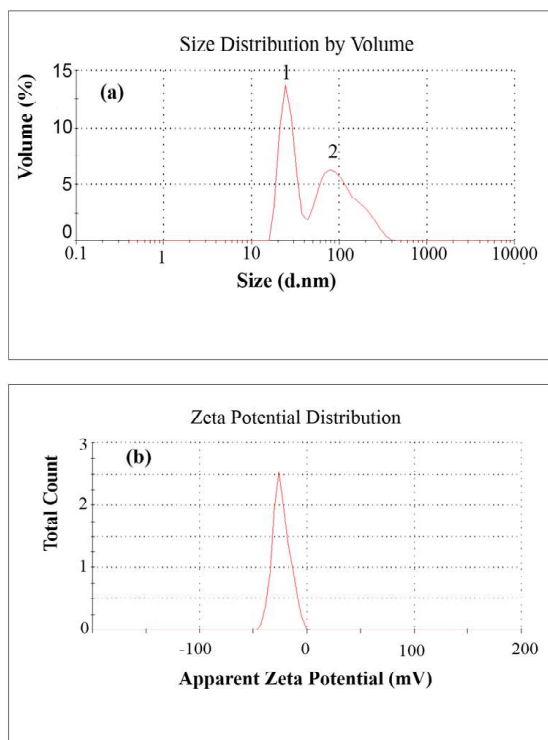 Size Distribution by Volume
15
10
5
0
Volume (%)
(a)
1
2
0.1 1 10 100 1000 10000
Size (d.nm)
Zeta Potential Distribution
3
2
1
0
Total Count
(b)
-100 0 100 200
Apparent Zeta Potential (mV)